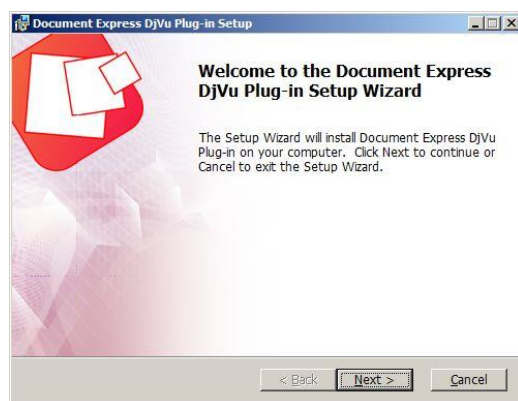 Document Express DjVu Plug-in Setup
Welcome to the Document Express
DjVu Plug-in Setup Wizard
The Setup Wizard will install Document Express DjVu
Plug-in on your computer. Click Next to continue or
Cancel to exit the Setup Wizard.
< Back Next > Cancel